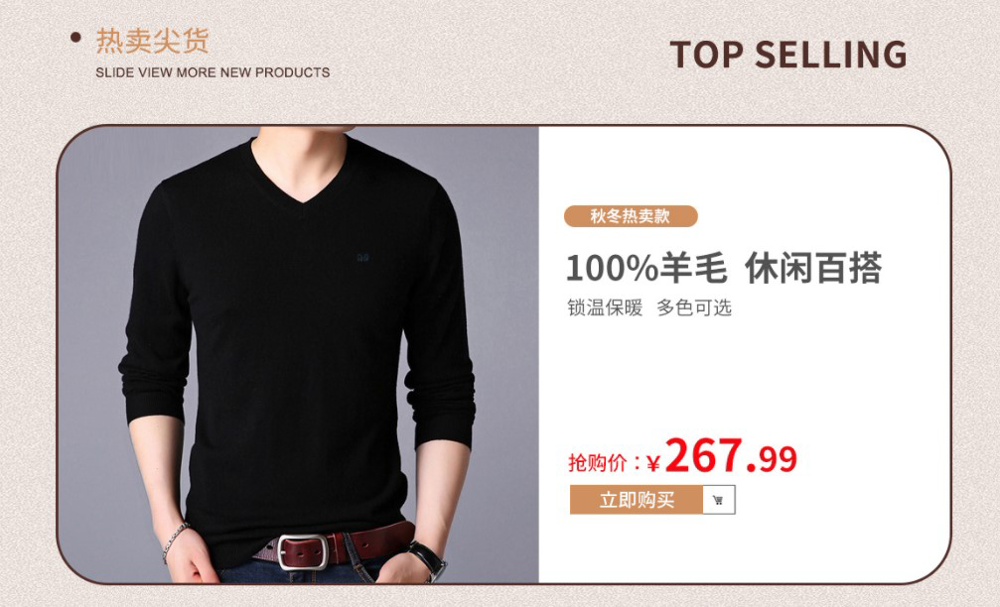 热卖尖货
SLIDE VIEW MORE NEW PRODUCTS
TOP SELLING
秋冬热卖款
100%羊毛 休闲百搭
锁温保暖 多色可选
抢购价：¥267.99
立即购买